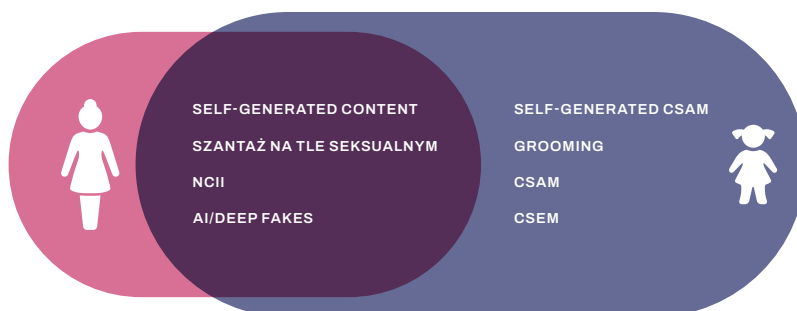 SELF-GENERATED CONTENT
SZANTAŻ NA TLE SEKSUALNYM
NCII
AI/DEEP FAKES
SELF-GENERATED CSAM
GROOMING
CSAM
CSEM